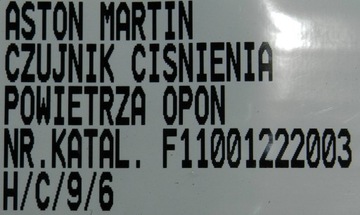 ASTON MARTIN
CZUJNIK CISNIENIA
POWIETRZA OPON
NR.KATAL. F11001222003
H/C/9/6